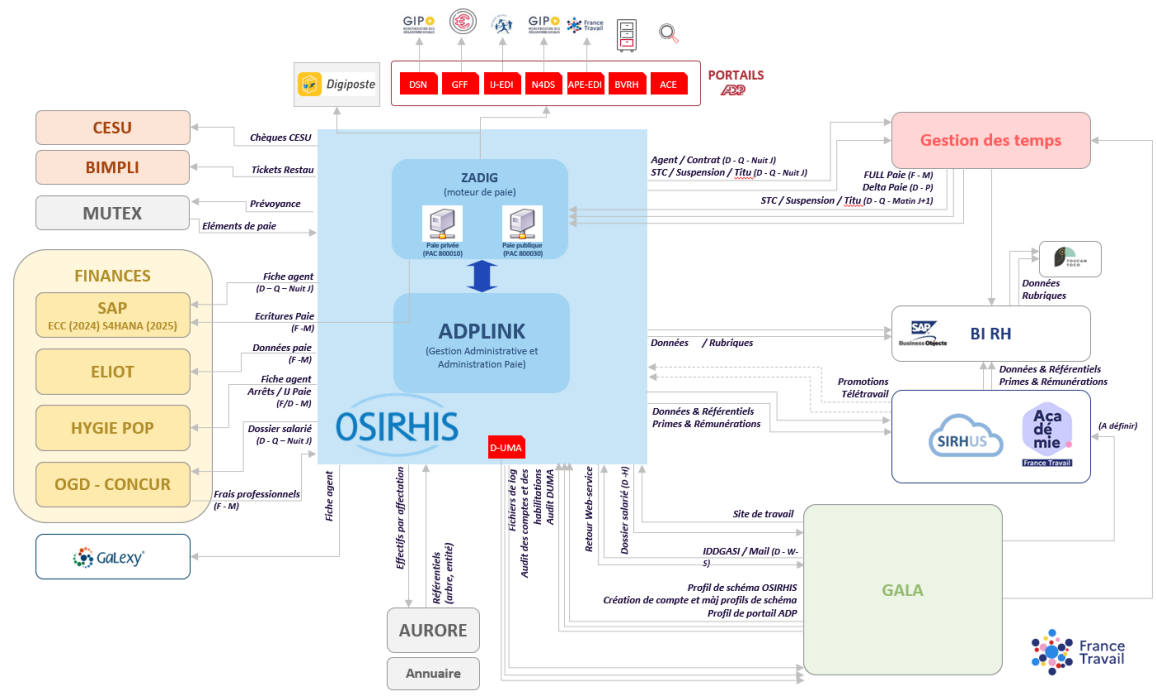 GIP
GIP
France
Travail
Digiposte
DSN
GFF
IJ-EDI
N4DS
APE-EDI
BVRH
ACE
PORTAILS
ADP
CESU
Chèques CESU
BIMPLI
Tickets Restau
MUTEX
Prévoyance
Eléments de paie
ZADIG
(moteur de paie)
Paie privée
(PAC 800010)
Paie publique
(PAC 800030)
ADPLINK
(Gestion Administrative et
Administration Paie)
OSIRHIS
D-UMA
Agent / Contrat (D - Q - Nuit J)
STC / Suspension / Titu (D - Q - Nuit J)
Gestion des temps
FULL Paie (F - M)
Delta Paie (D - P)
STC / Suspension / Titu (D - Q - Matin J+1)
TOUCAN
TOCO
Données
Rubriques
SAP
BusinessObjects
BI RH
Données / Rubriques
Données & Référentiels
Primes & Rémunérations
Promotions
Télétravail
Données & Référentiels
Primes & Rémunérations
SIRHUS
Aca
dé
mie
France Travail
(A définir)
FINANCES
SAP
ECC (2024) S4HANA (2025)
ELIOT
HYGIE POP
OGD - CONCUR
Fiche agent
(D – Q – Nuit J)
Ecritures Paie
(F -M)
Données paie
(F -M)
Fiche agent
Arrêts / IJ Paie
(F/D - M)
Dossier salarié
(D - Q – Nuit J)
Frais professionnels
(F - M)
GaLexy
Fiche agent
Effectifs par affectation
Référentiels
(arbre, entité)
Fichiers de log
Audit des comptes et des
habilitations
Audit DUMA
Retour Web-service
Dossier salarié (D -H)
Site de travail
IDDGASI / Mail (D - W-
S)
Profil de schéma OSIRHIS
Création de compte et màj profils de schéma
Profil de portail ADP
GALA
AURORE
Annuaire
France
Travail